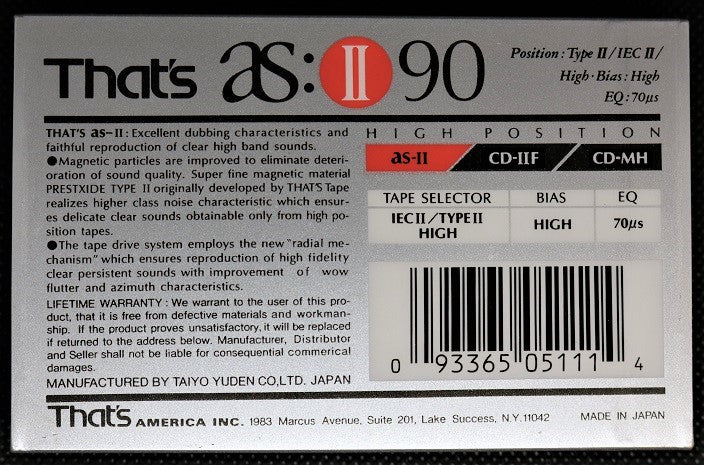 That's as:II 90
Position : Type II / IEC II /
High · Bias : High
EQ : 70μs
THAT'S as-II : Excellent dubbing characteristics and
faithful reproduction of clear high band sounds.
●Magnetic particles are improved to eliminate deteri-
oration of sound quality. Super fine magnetic material
PRESTXIDE TYPE II originally developed by THAT'S Tape
realizes higher class noise characteristic which ensur-
es delicate clear sounds obtainable only from high po-
sition tapes.
●The tape drive system employs the new "radial me-
chanism" which ensures reproduction of high fidelity
clear persistent sounds with improvement of wow
flutter and azimuth characteristics.
LIFETIME WARRANTY : We warrant to the user of this pro-
duct, that it is free from defective materials and workman-
ship. If the product proves unsatisfactory, it will be replaced
if returned to the address below. Manufacturer, Distributor
and Seller shall not be liable for consequential commerical
damages.
MANUFACTURED BY TAIYO YUDEN CO., LTD. JAPAN
HIGH POSITION
as-II CD-IIF CD-MH
TAPE SELECTOR BIAS EQ
IEC II / TYPE II HIGH 70μs
HIGH
0 93365 05111 4
That's AMERICA INC. 1983 Marcus Avenue, Suite 201, Lake Success, N.Y. 11042 MADE IN JAPAN